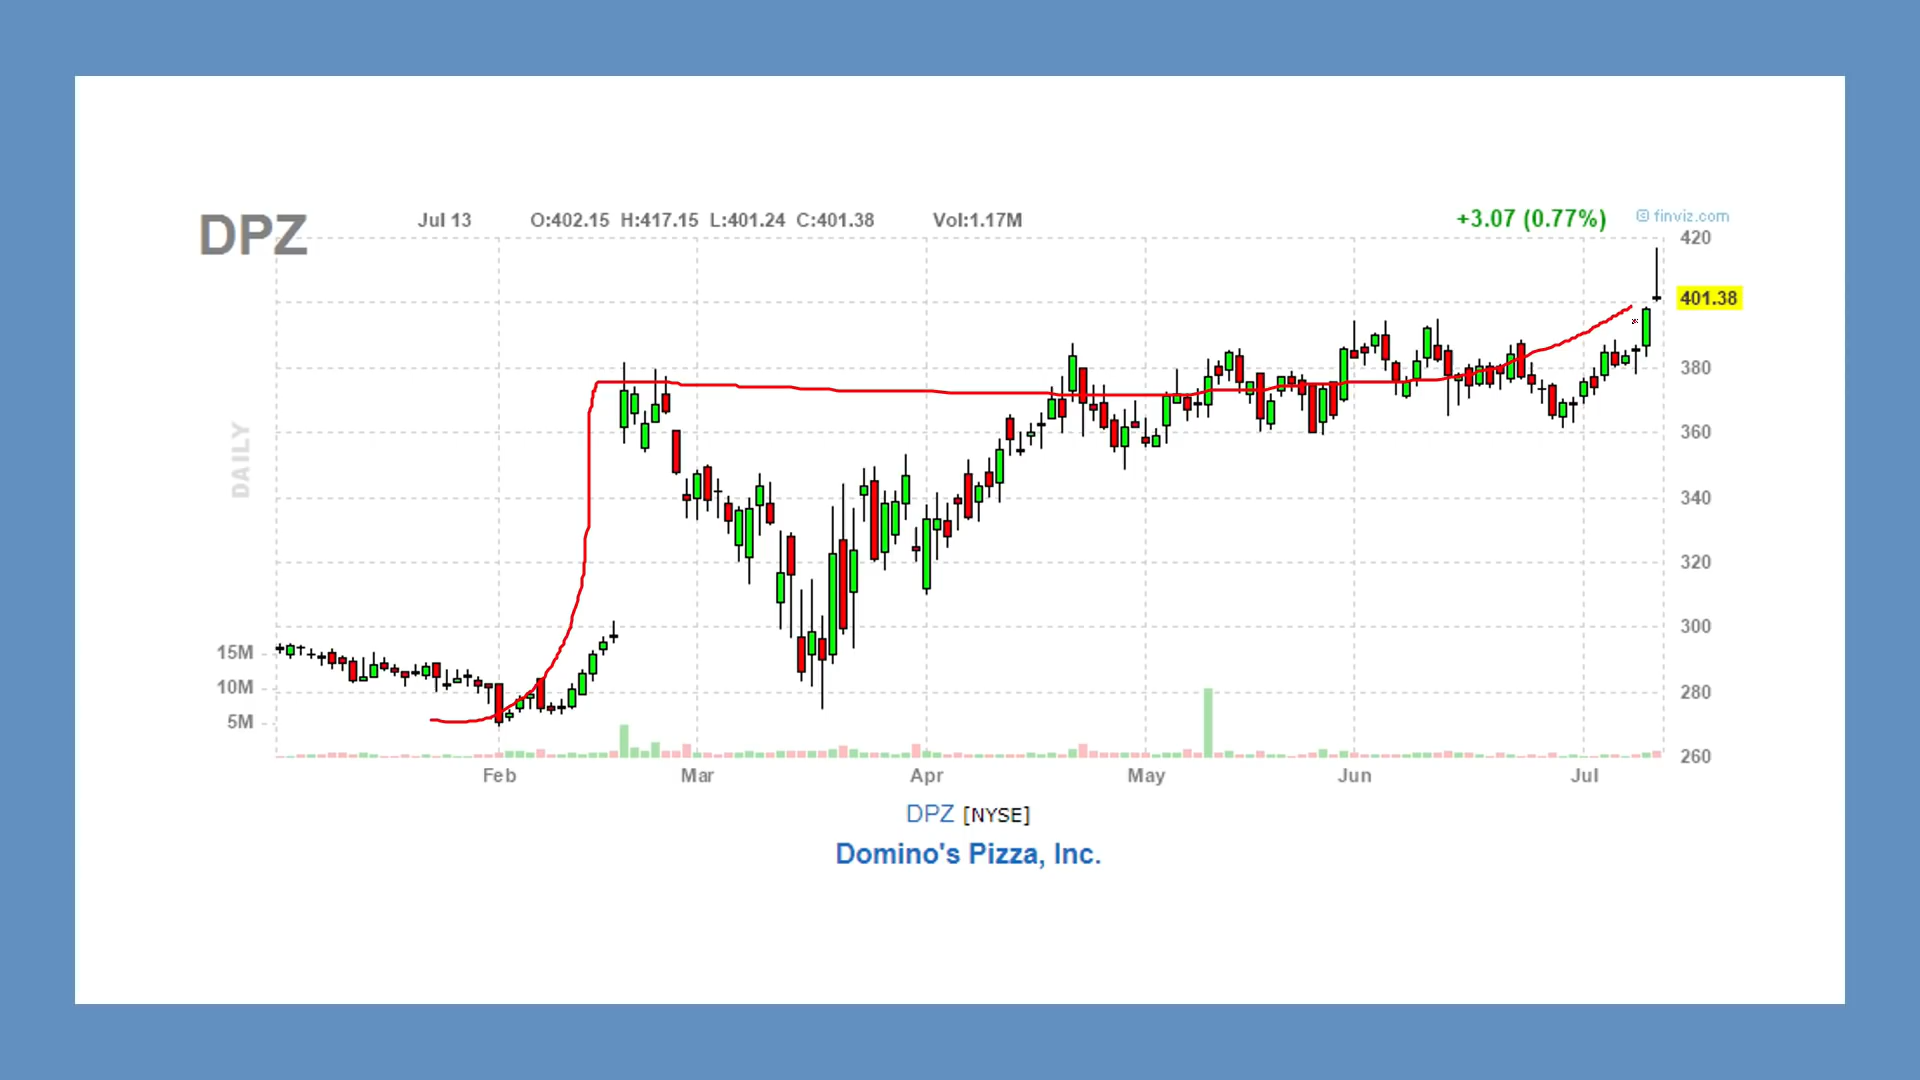 DPZ Jul 13 O:402.15 H:417.15 L:401.24 C:401.38 Vol:1.17M +3.07 (0.77%) © finviz.com
420
401.38
380
360
DAILY
340
320
300
15M
10M
280
5M
260
Feb Mar Apr May Jun Jul
DPZ [NYSE]
Domino's Pizza, Inc.